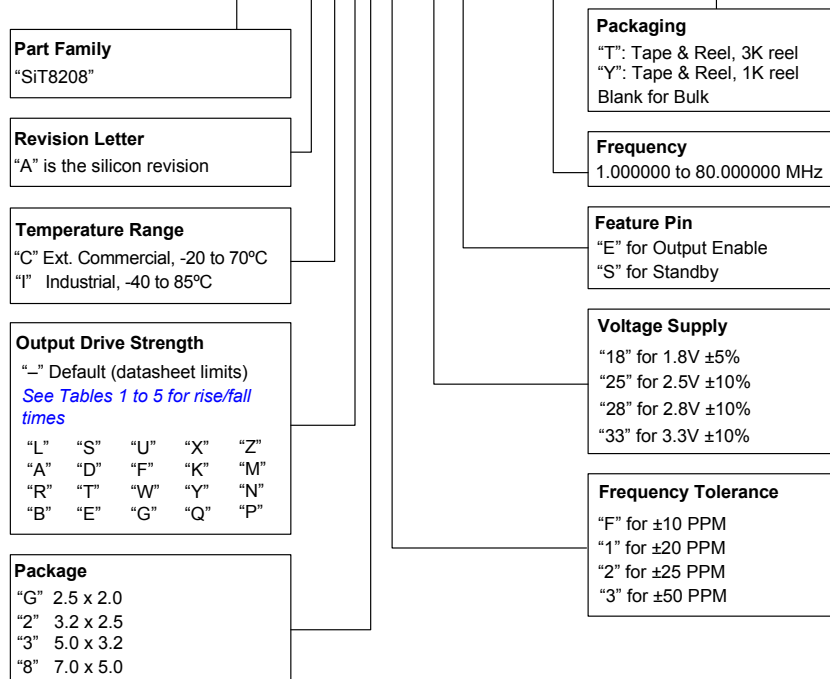 Part Family
“SiT8208”
Revision Letter
“A” is the silicon revision
Temperature Range
“C” Ext. Commercial, -20 to 70ºC
“I” Industrial, -40 to 85ºC
Output Drive Strength
“–” Default (datasheet limits)
See Tables 1 to 5 for rise/fall
times
“L” “S” “U” “X” “Z”
“A” “D” “F” “K” “M”
“R” “T” “W” “Y” “N”
“B” “E” “G” “Q” “P”
Package
“G” 2.5 x 2.0
“2” 3.2 x 2.5
“3” 5.0 x 3.2
“8” 7.0 x 5.0
Packaging
“T”: Tape & Reel, 3K reel
“Y”: Tape & Reel, 1K reel
Blank for Bulk
Frequency
1.000000 to 80.000000 MHz
Feature Pin
“E” for Output Enable
“S” for Standby
Voltage Supply
“18” for 1.8V ±5%
“25” for 2.5V ±10%
“28” for 2.8V ±10%
“33” for 3.3V ±10%
Frequency Tolerance
“F” for ±10 PPM
“1” for ±20 PPM
“2” for ±25 PPM
“3” for ±50 PPM